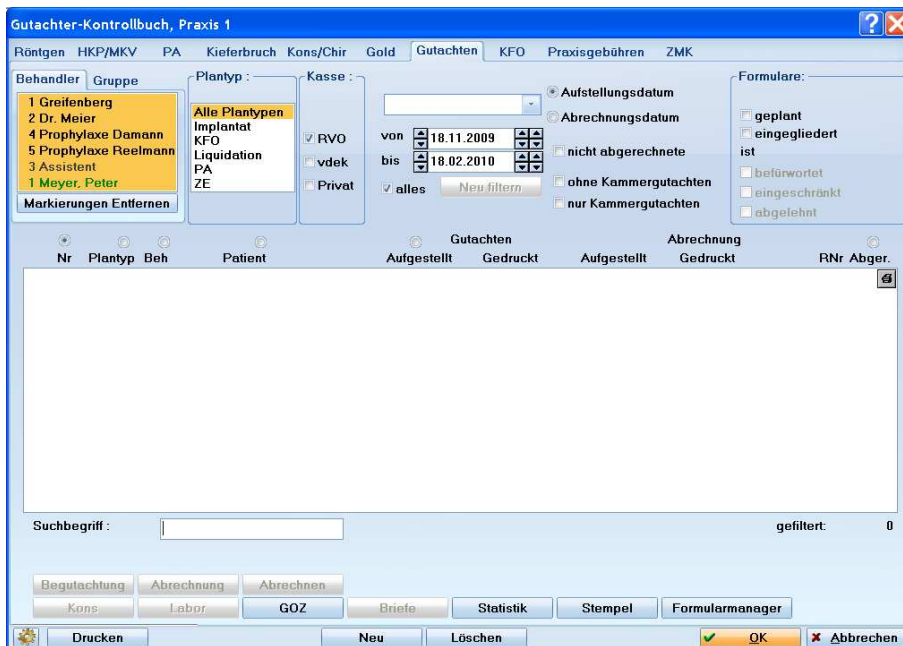 Gutachter-Kontrollbuch, Praxis 1
Röntgen HKP/MKV PA Kieferbruch Kons/Chir Gold Gutachten KFO Praxisgebühren ZMK
Behandler Gruppe
1 Greifenberg
2 Dr. Meier
4 Prophylaxe Damann
5 Prophylaxe Reelmann
3 Assistent
1 Meyer, Peter
Markierungen Entfernen
Plantyp :
Alle Plantypen
Implantat
KFO
Liquidation
PA
ZE
Kasse :
RVO
vdek
Privat
von 18.11.2009
bis 18.02.2010
alles Neu filtern
Aufstellungsdatum
Abrechnungsdatum
nicht abgerechnete
ohne Kammergutachten
nur Kammergutachten
Formulare:
geplant
eingegliedert
ist
befürwortet
eingeschränkt
abgelehnt
Gutachten Abrechnung
Nr Plantyp Beh Patient Aufgestellt Gedruckt Aufgestellt Gedruckt RNr Abger.
Suchbegriff : gefiltert: 0
Begutachtung Abrechnung Abrechnen
Kons Labor GOZ Briefe Statistik Stempel Formularmanager
Drucken Neu Löschen OK Abbrechen